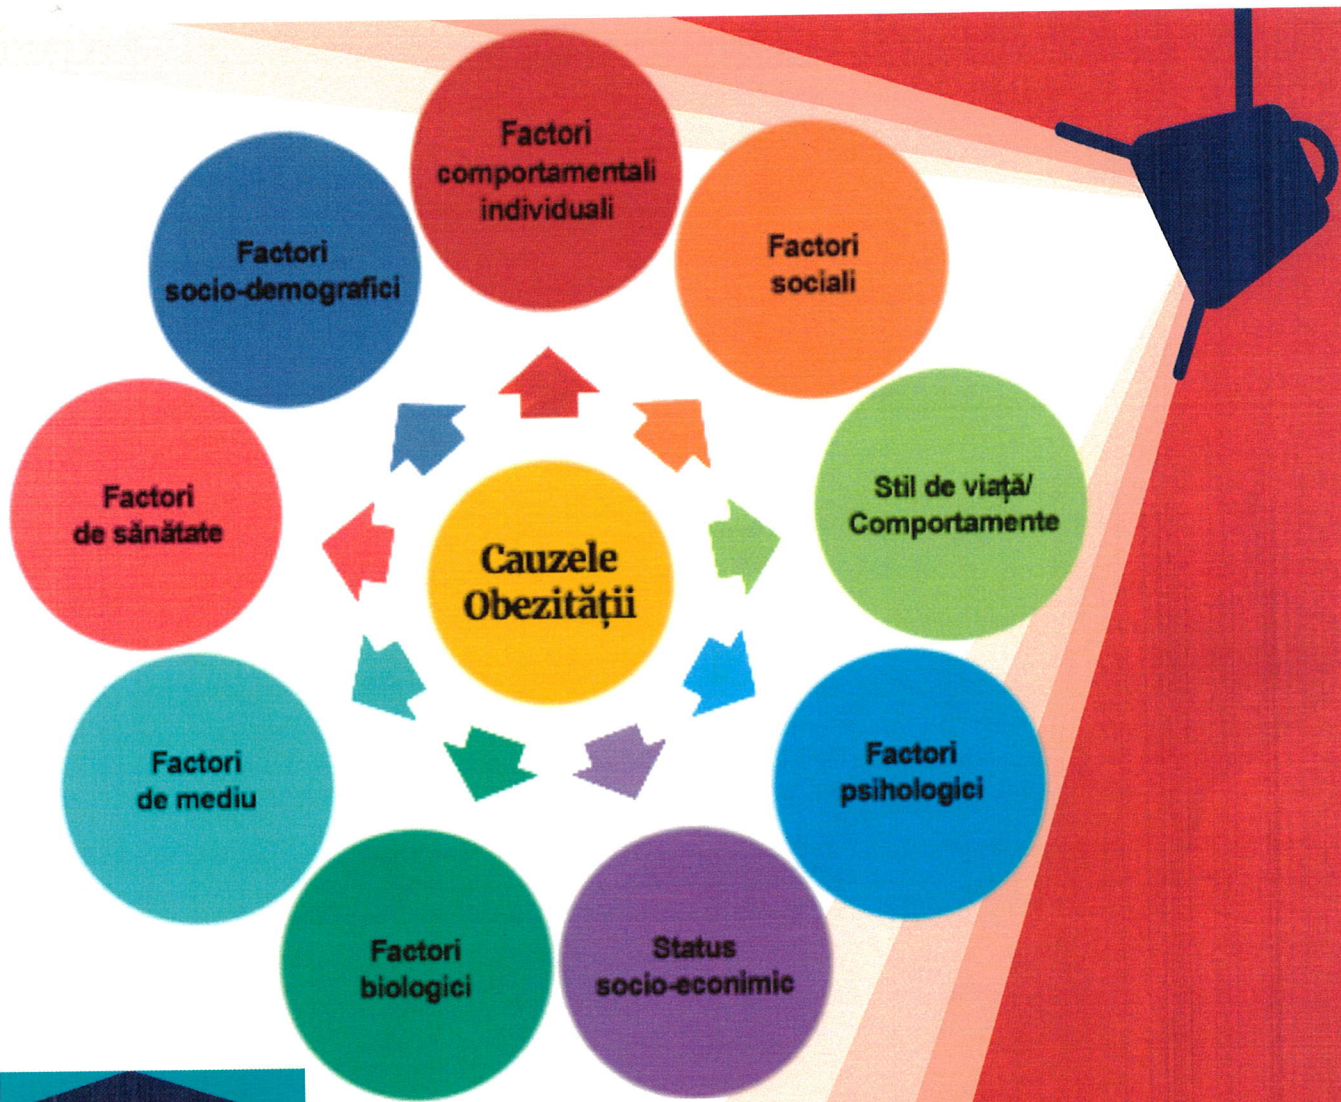 Cauzele
Obezității
Factori
comportamentali
individuali
Factori
sociali
Stil de viață/
Comportamente
Factori
psihologici
Status
socio-econimic
Factori
biologici
Factori
de mediu
Factori
de sănătate
Factori
socio-demografici